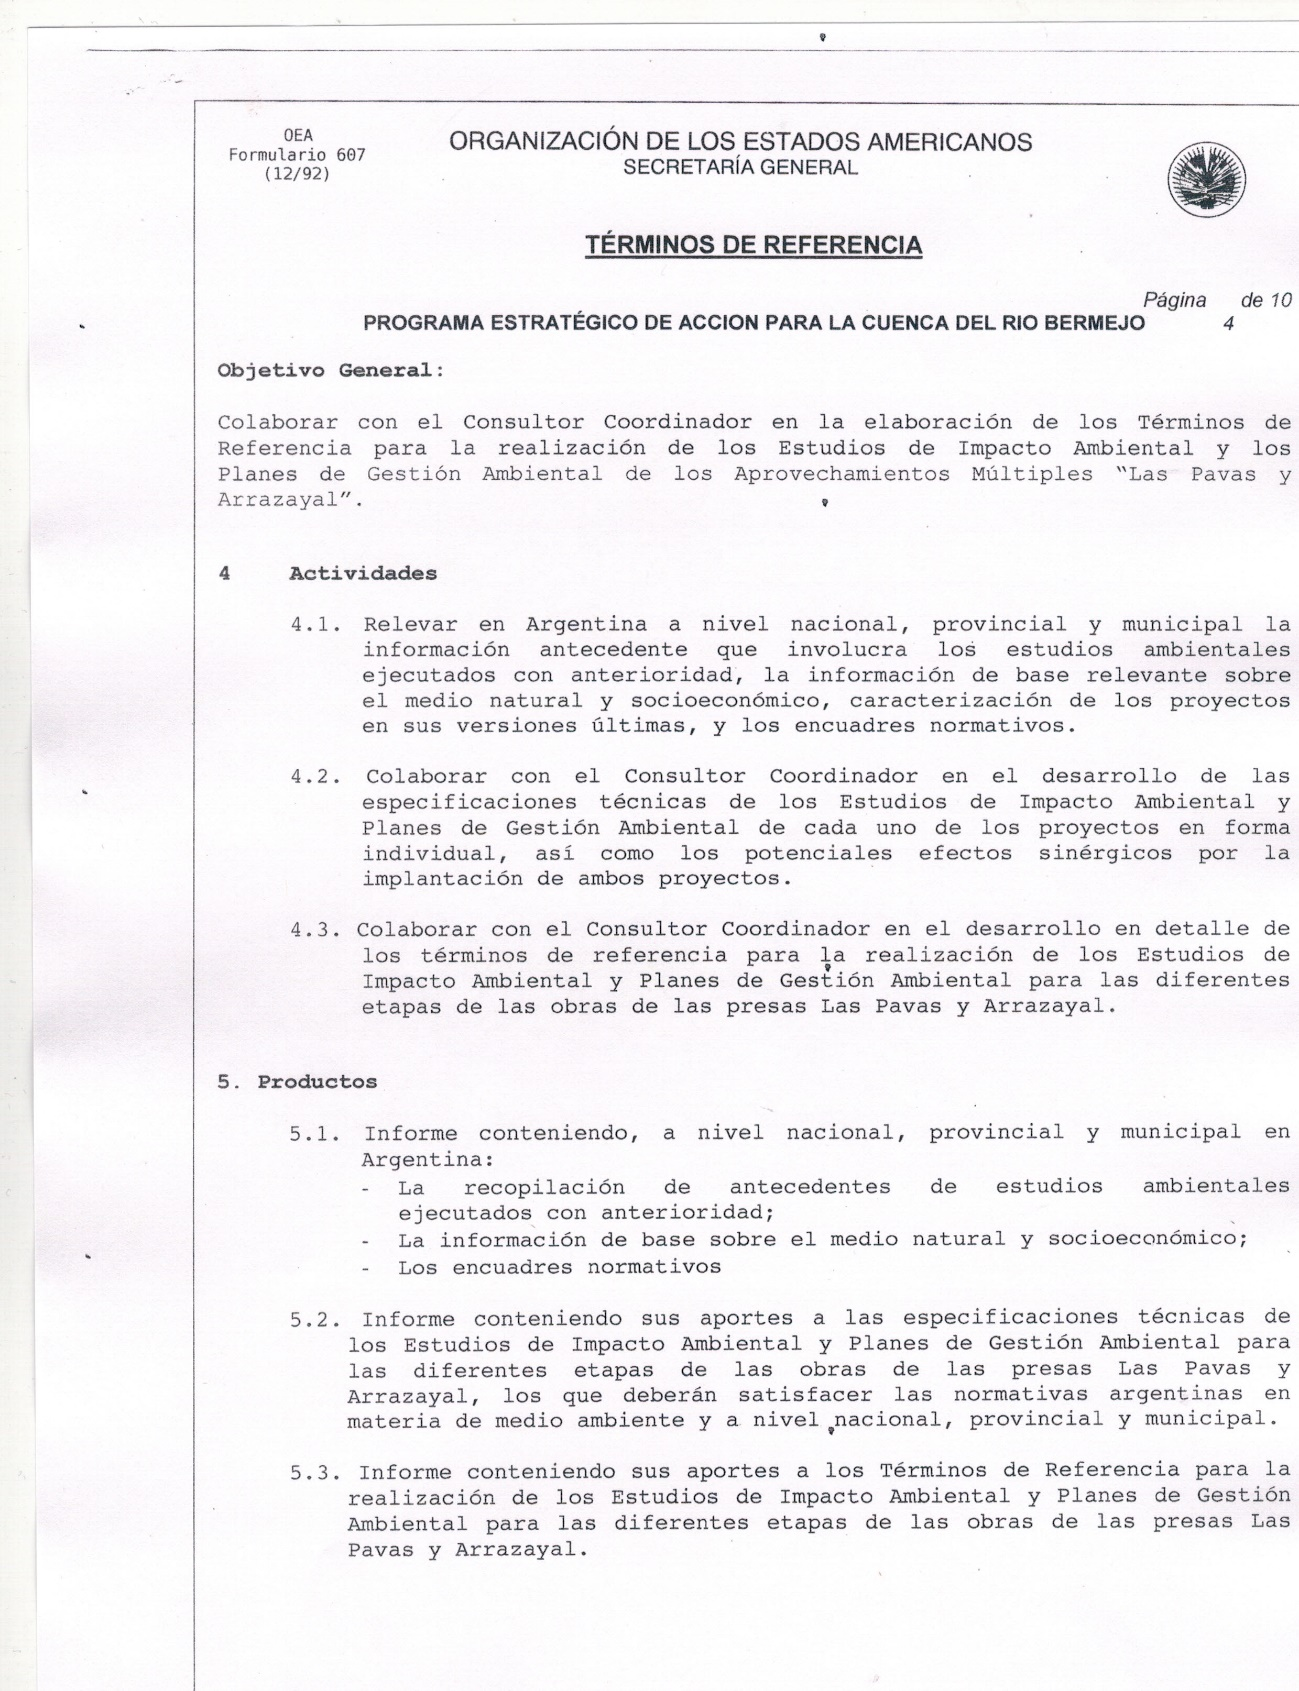 OEA
Formulario 607
(12/92)
ORGANIZACIÓN DE LOS ESTADOS AMERICANOS
SECRETARÍA GENERAL
TÉRMINOS DE REFERENCIA
Página de 10
PROGRAMA ESTRATÉGICO DE ACCION PARA LA CUENCA DEL RIO BERMEJO 4
Objetivo General:
Colaborar con el Consultor Coordinador en la elaboración de los Términos de
Referencia para la realización de los Estudios de Impacto Ambiental y los
Planes de Gestión Ambiental de los Aprovechamientos Múltiples “Las Pavas y
Arrazayal”.
4 Actividades
4.1. Relevar en Argentina a nivel nacional, provincial y municipal la
información antecedente que involucra los estudios ambientales
ejecutados con anterioridad, la información de base relevante sobre
el medio natural y socioeconómico, caracterización de los proyectos
en sus versiones últimas, y los encuadres normativos.
4.2. Colaborar con el Consultor Coordinador en el desarrollo de las
especificaciones técnicas de los Estudios de Impacto Ambiental y
Planes de Gestión Ambiental de cada uno de los proyectos en forma
individual, así como los potenciales efectos sinérgicos por la
implantación de ambos proyectos.
4.3. Colaborar con el Consultor Coordinador en el desarrollo en detalle de
los términos de referencia para la realización de los Estudios de
Impacto Ambiental y Planes de Gestión Ambiental para las diferentes
etapas de las obras de las presas Las Pavas y Arrazayal.
5. Productos
5.1. Informe conteniendo, a nivel nacional, provincial y municipal en
Argentina:
- La recopilación de antecedentes de estudios ambientales
ejecutados con anterioridad;
- La información de base sobre el medio natural y socioeconómico;
- Los encuadres normativos
5.2. Informe conteniendo sus aportes a las especificaciones técnicas de
los Estudios de Impacto Ambiental y Planes de Gestión Ambiental para
las diferentes etapas de las obras de las presas Las Pavas y
Arrazayal, los que deberán satisfacer las normativas argentinas en
materia de medio ambiente y a nivel nacional, provincial y municipal.
5.3. Informe conteniendo sus aportes a los Términos de Referencia para la
realización de los Estudios de Impacto Ambiental y Planes de Gestión
Ambiental para las diferentes etapas de las obras de las presas Las
Pavas y Arrazayal.